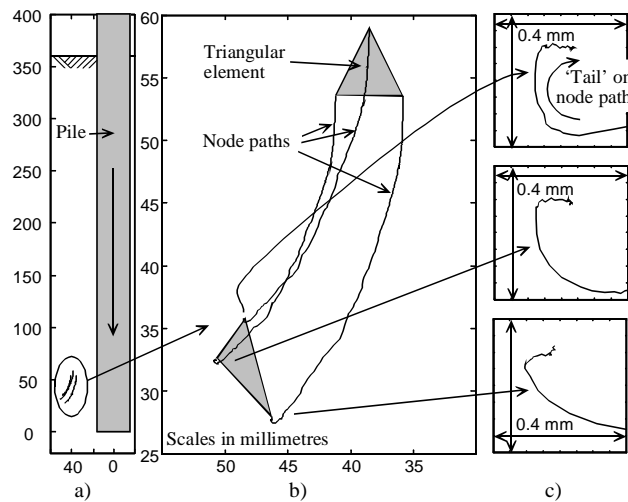 400
350
300
250
200
150
100
50
0
40
0
Pile
a)
60
55
50
45
40
35
30
25
50
45
40
35
Triangular
element
Node paths
Scales in millimetres
b)
0.4 mm
‘Tail’ on
node path
0.4 mm
0.4 mm
c)